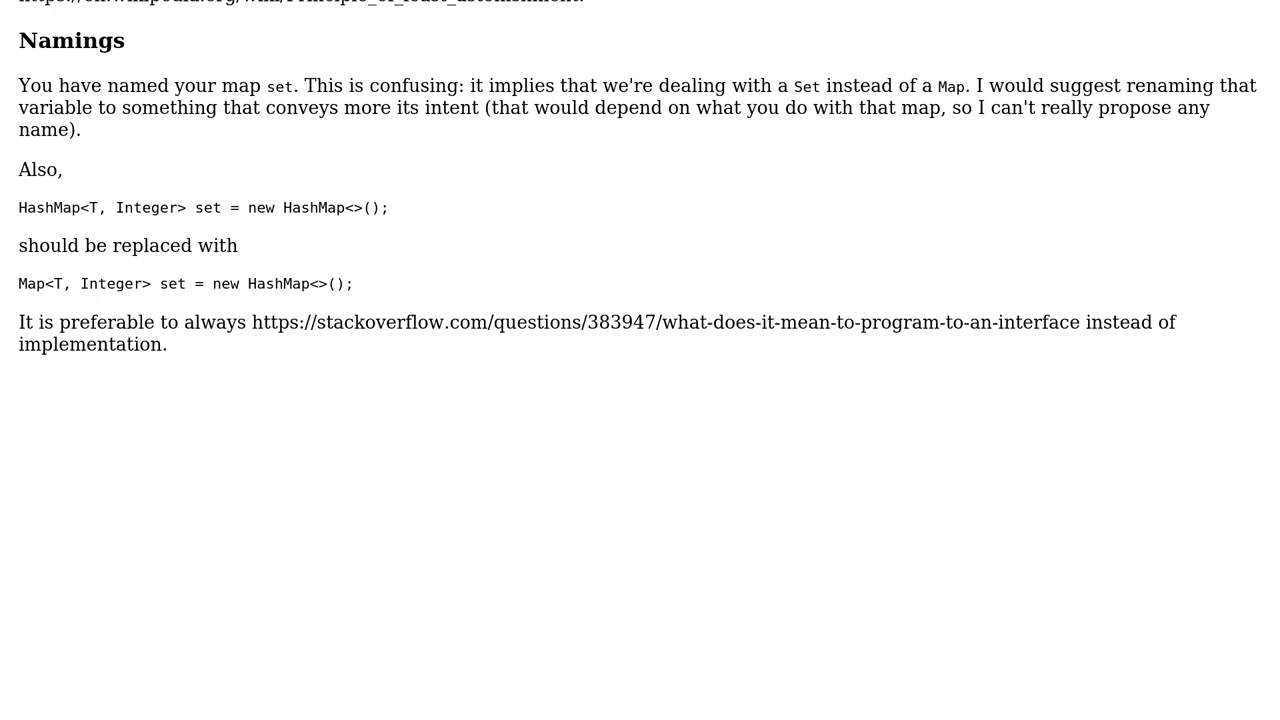 Namings
You have named your map set. This is confusing: it implies that we're dealing with a Set instead of a Map. I would suggest renaming that
variable to something that conveys more its intent (that would depend on what you do with that map, so I can't really propose any
name).
Also,
HashMap<T, Integer> set = new HashMap<>();
should be replaced with
Map<T, Integer> set = new HashMap<>();
It is preferable to always https://stackoverflow.com/questions/383947/what-does-it-mean-to-program-to-an-interface instead of
implementation.